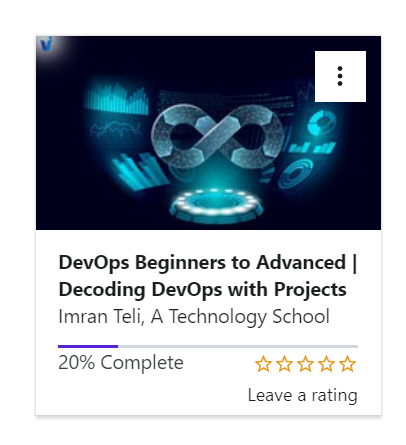 DevOps Beginners to Advanced |
Decoding DevOps with Projects
Imran Teli, A Technology School
20% Complete
Leave a rating